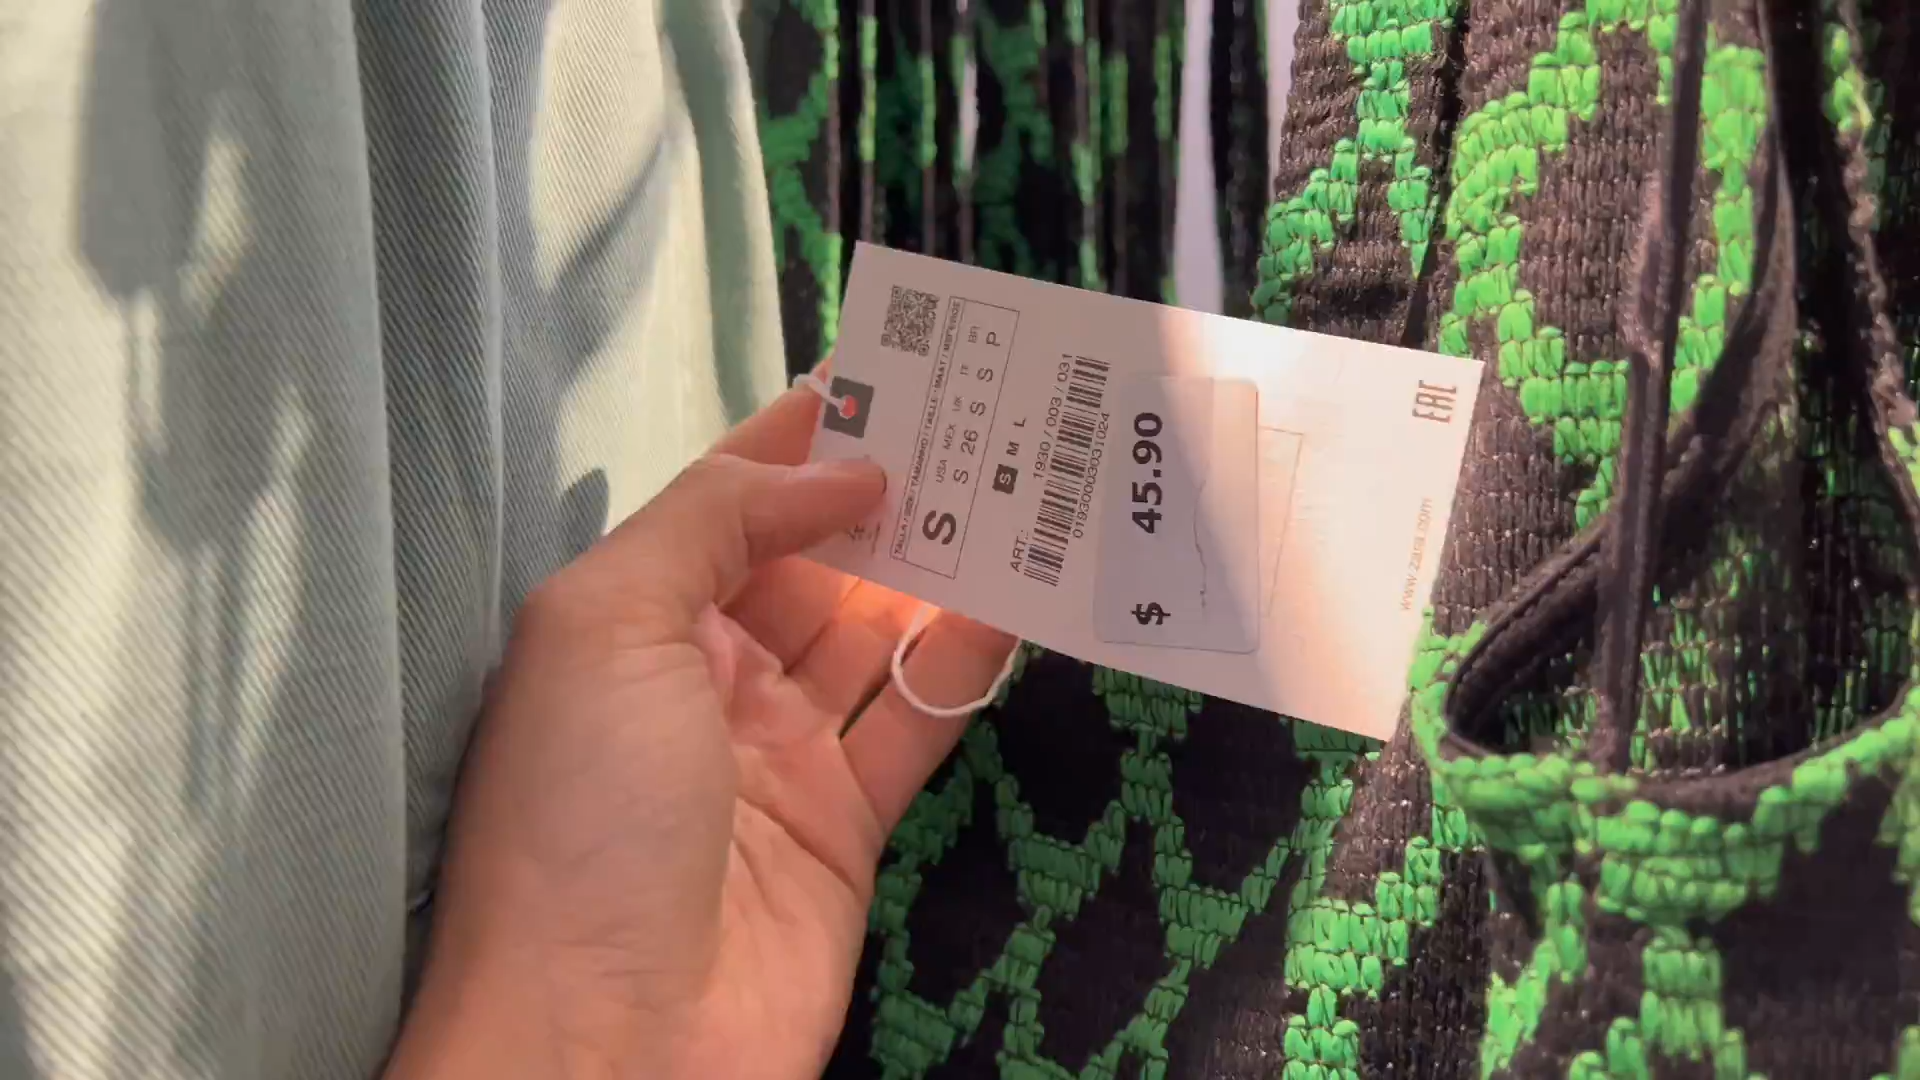 TALLA / SIZE / TAMANHO / TAILLE / MAAT / MISTERIOS
S
USA MEX UK IT BR
S 26 S S P
S M L
ART.: 1930 / 003 / 031
01930003031024
$ 45.90
EAC
www.zara.com